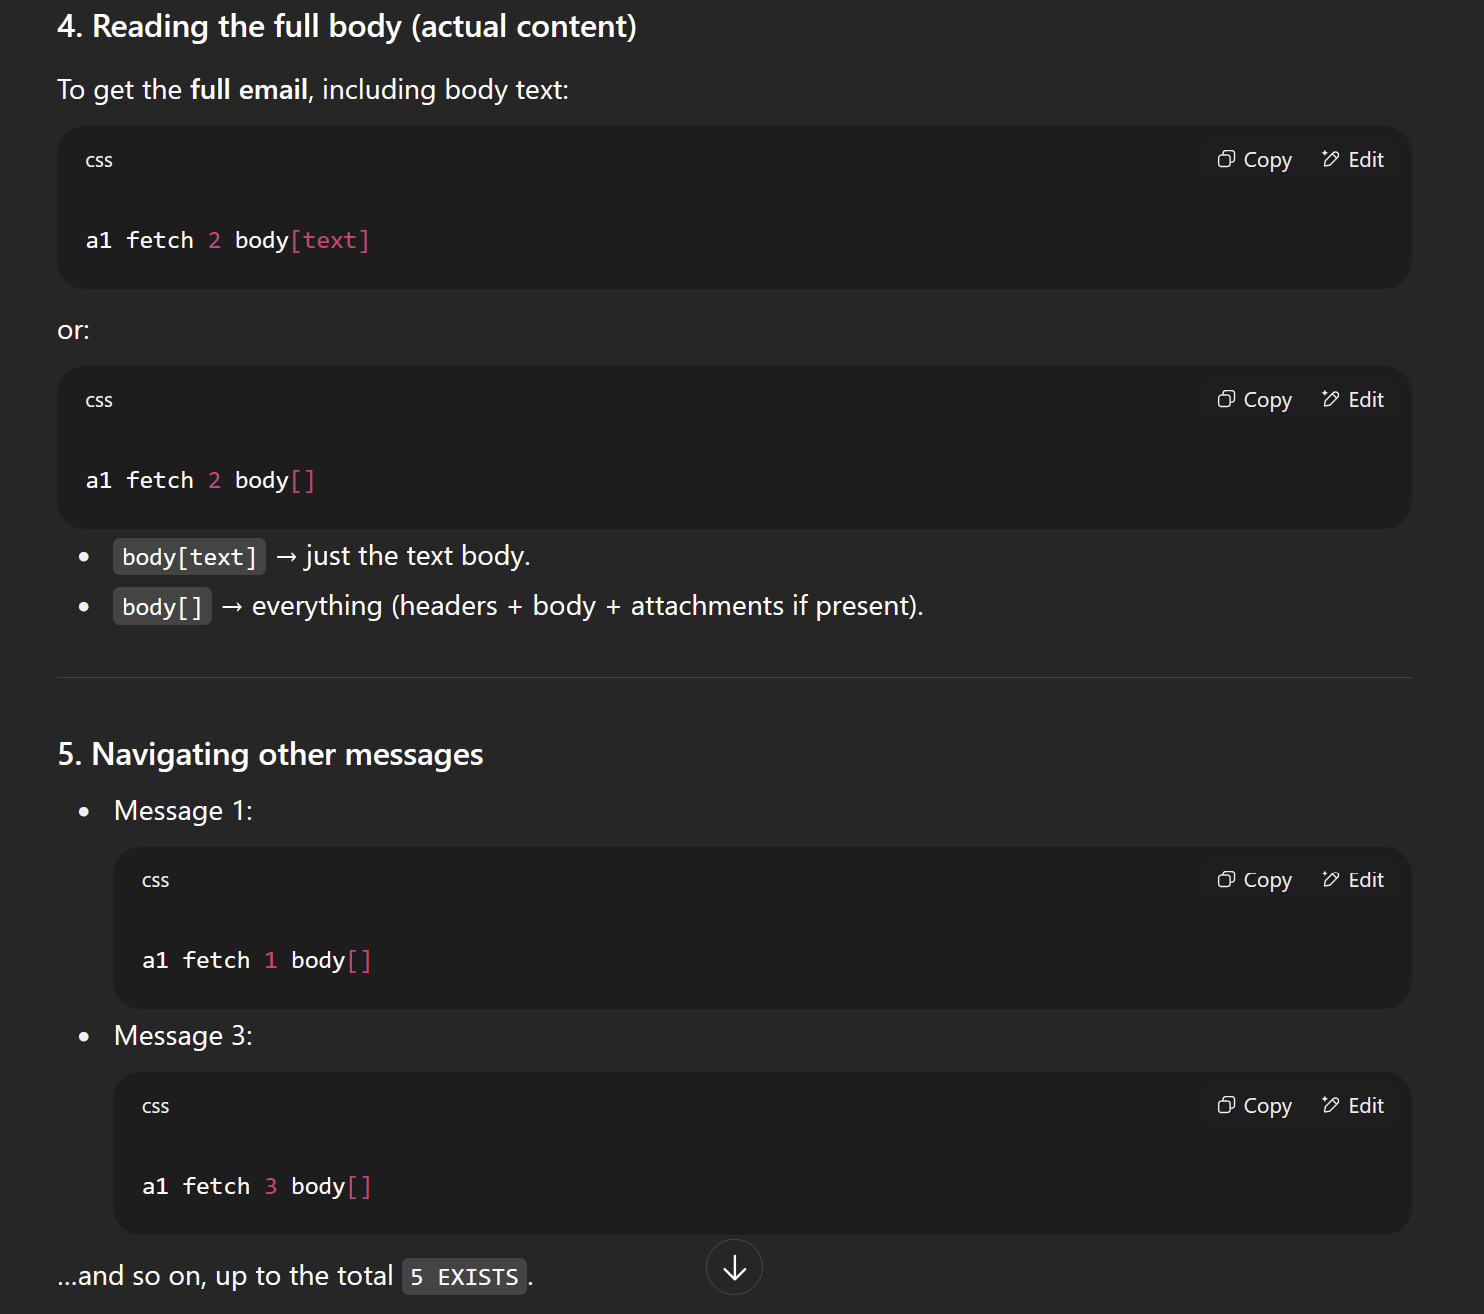 4. Reading the full body (actual content)
To get the full email, including body text:
css
Copy
Edit
a1 fetch 2 body[text]
or:
css
Copy
Edit
a1 fetch 2 body[]
• body[text] → just the text body.
• body[] → everything (headers + body + attachments if present).
5. Navigating other messages
• Message 1:
css
Copy
Edit
a1 fetch 1 body[]
• Message 3:
css
Copy
Edit
a1 fetch 3 body[]
...and so on, up to the total 5 EXISTS.